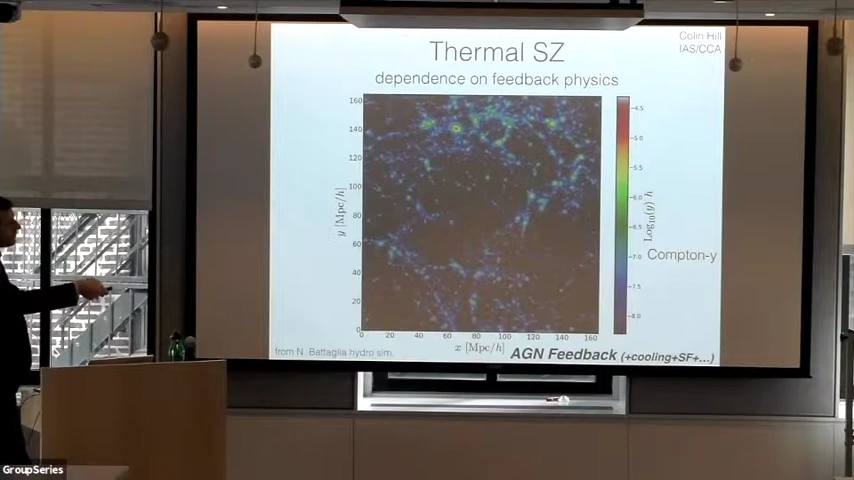 Colin Hill
IAS/CCA
Thermal SZ
dependence on feedback physics
160
140
120
100
80
60
40
20
0
y [Mpc/h]
0 20 40 60 80 100 120 140 160
x [Mpc/h]
−4.5
−5.0
−5.5
−6.0
−6.5
−7.0
−7.5
−8.0
Log10(y)
Compton-y
from N. Battaglia hydro sim.
AGN Feedback (+cooling+SF+...)
GroupSeries